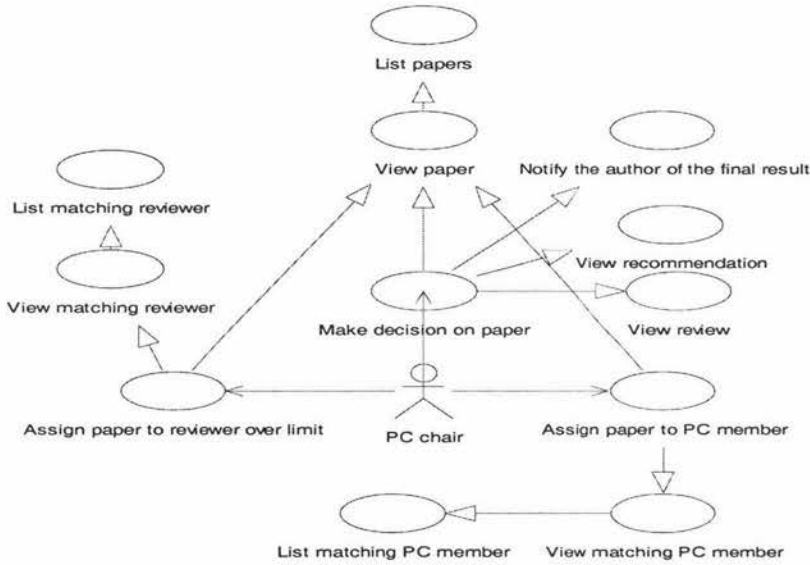 List papers
View paper
Notify the author of the final result
List matching reviewer
View recommendation
View matching reviewer
Make decision on paper
View review
Assign paper to reviewer over limit
PC chair
Assign paper to PC member
List matching PC member
View matching PC member